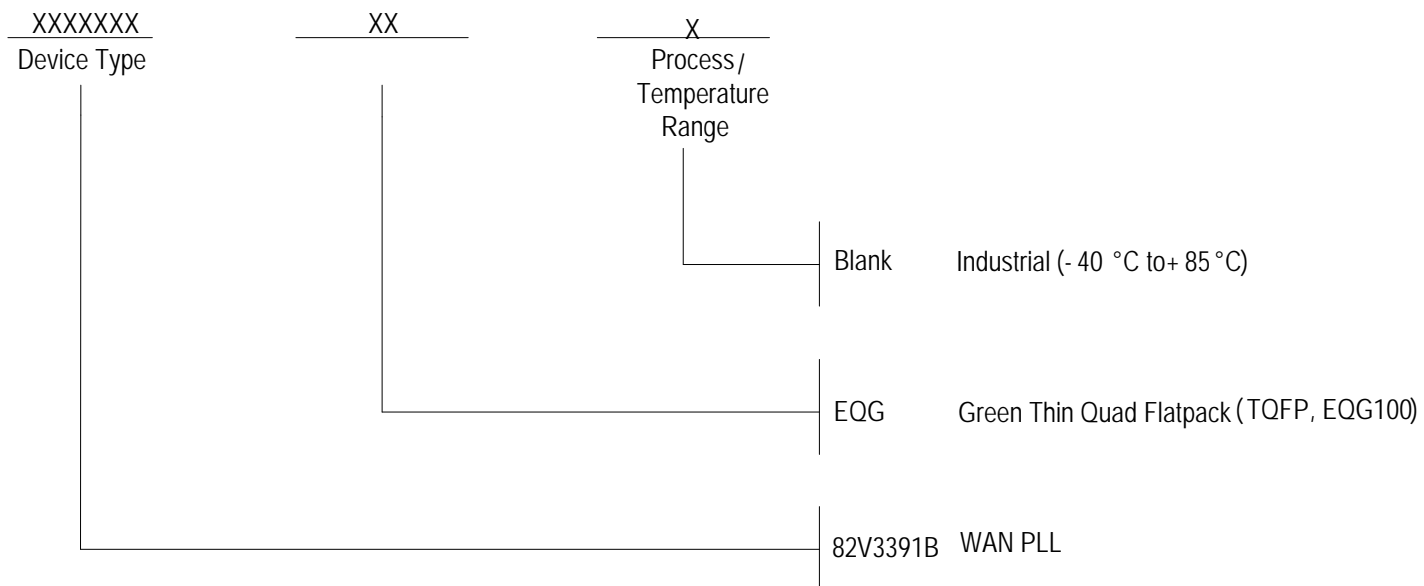 XXXXXXX XX X
Device Type Process/
Temperature
Range
Blank Industrial (- 40 °C to+ 85 °C)
EQG Green Thin Quad Flatpack (TQFP, EQG100)
82V3391B WAN PLL